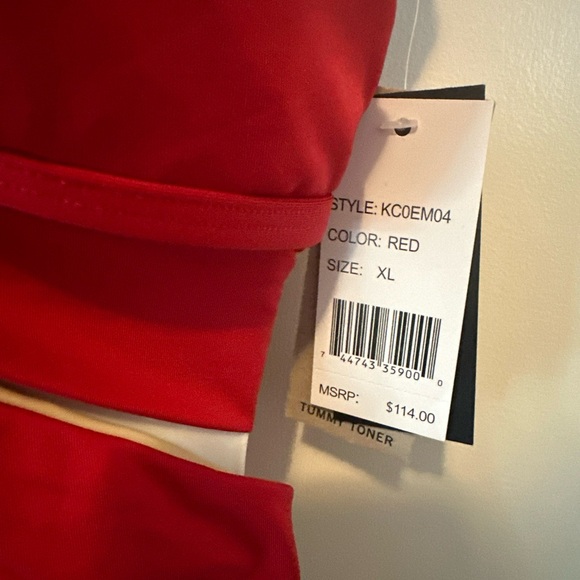 STYLE: KC0EM04
COLOR: RED
SIZE: XL
7 44743 35900 0
MSRP: $114.00
TUMMY TONER